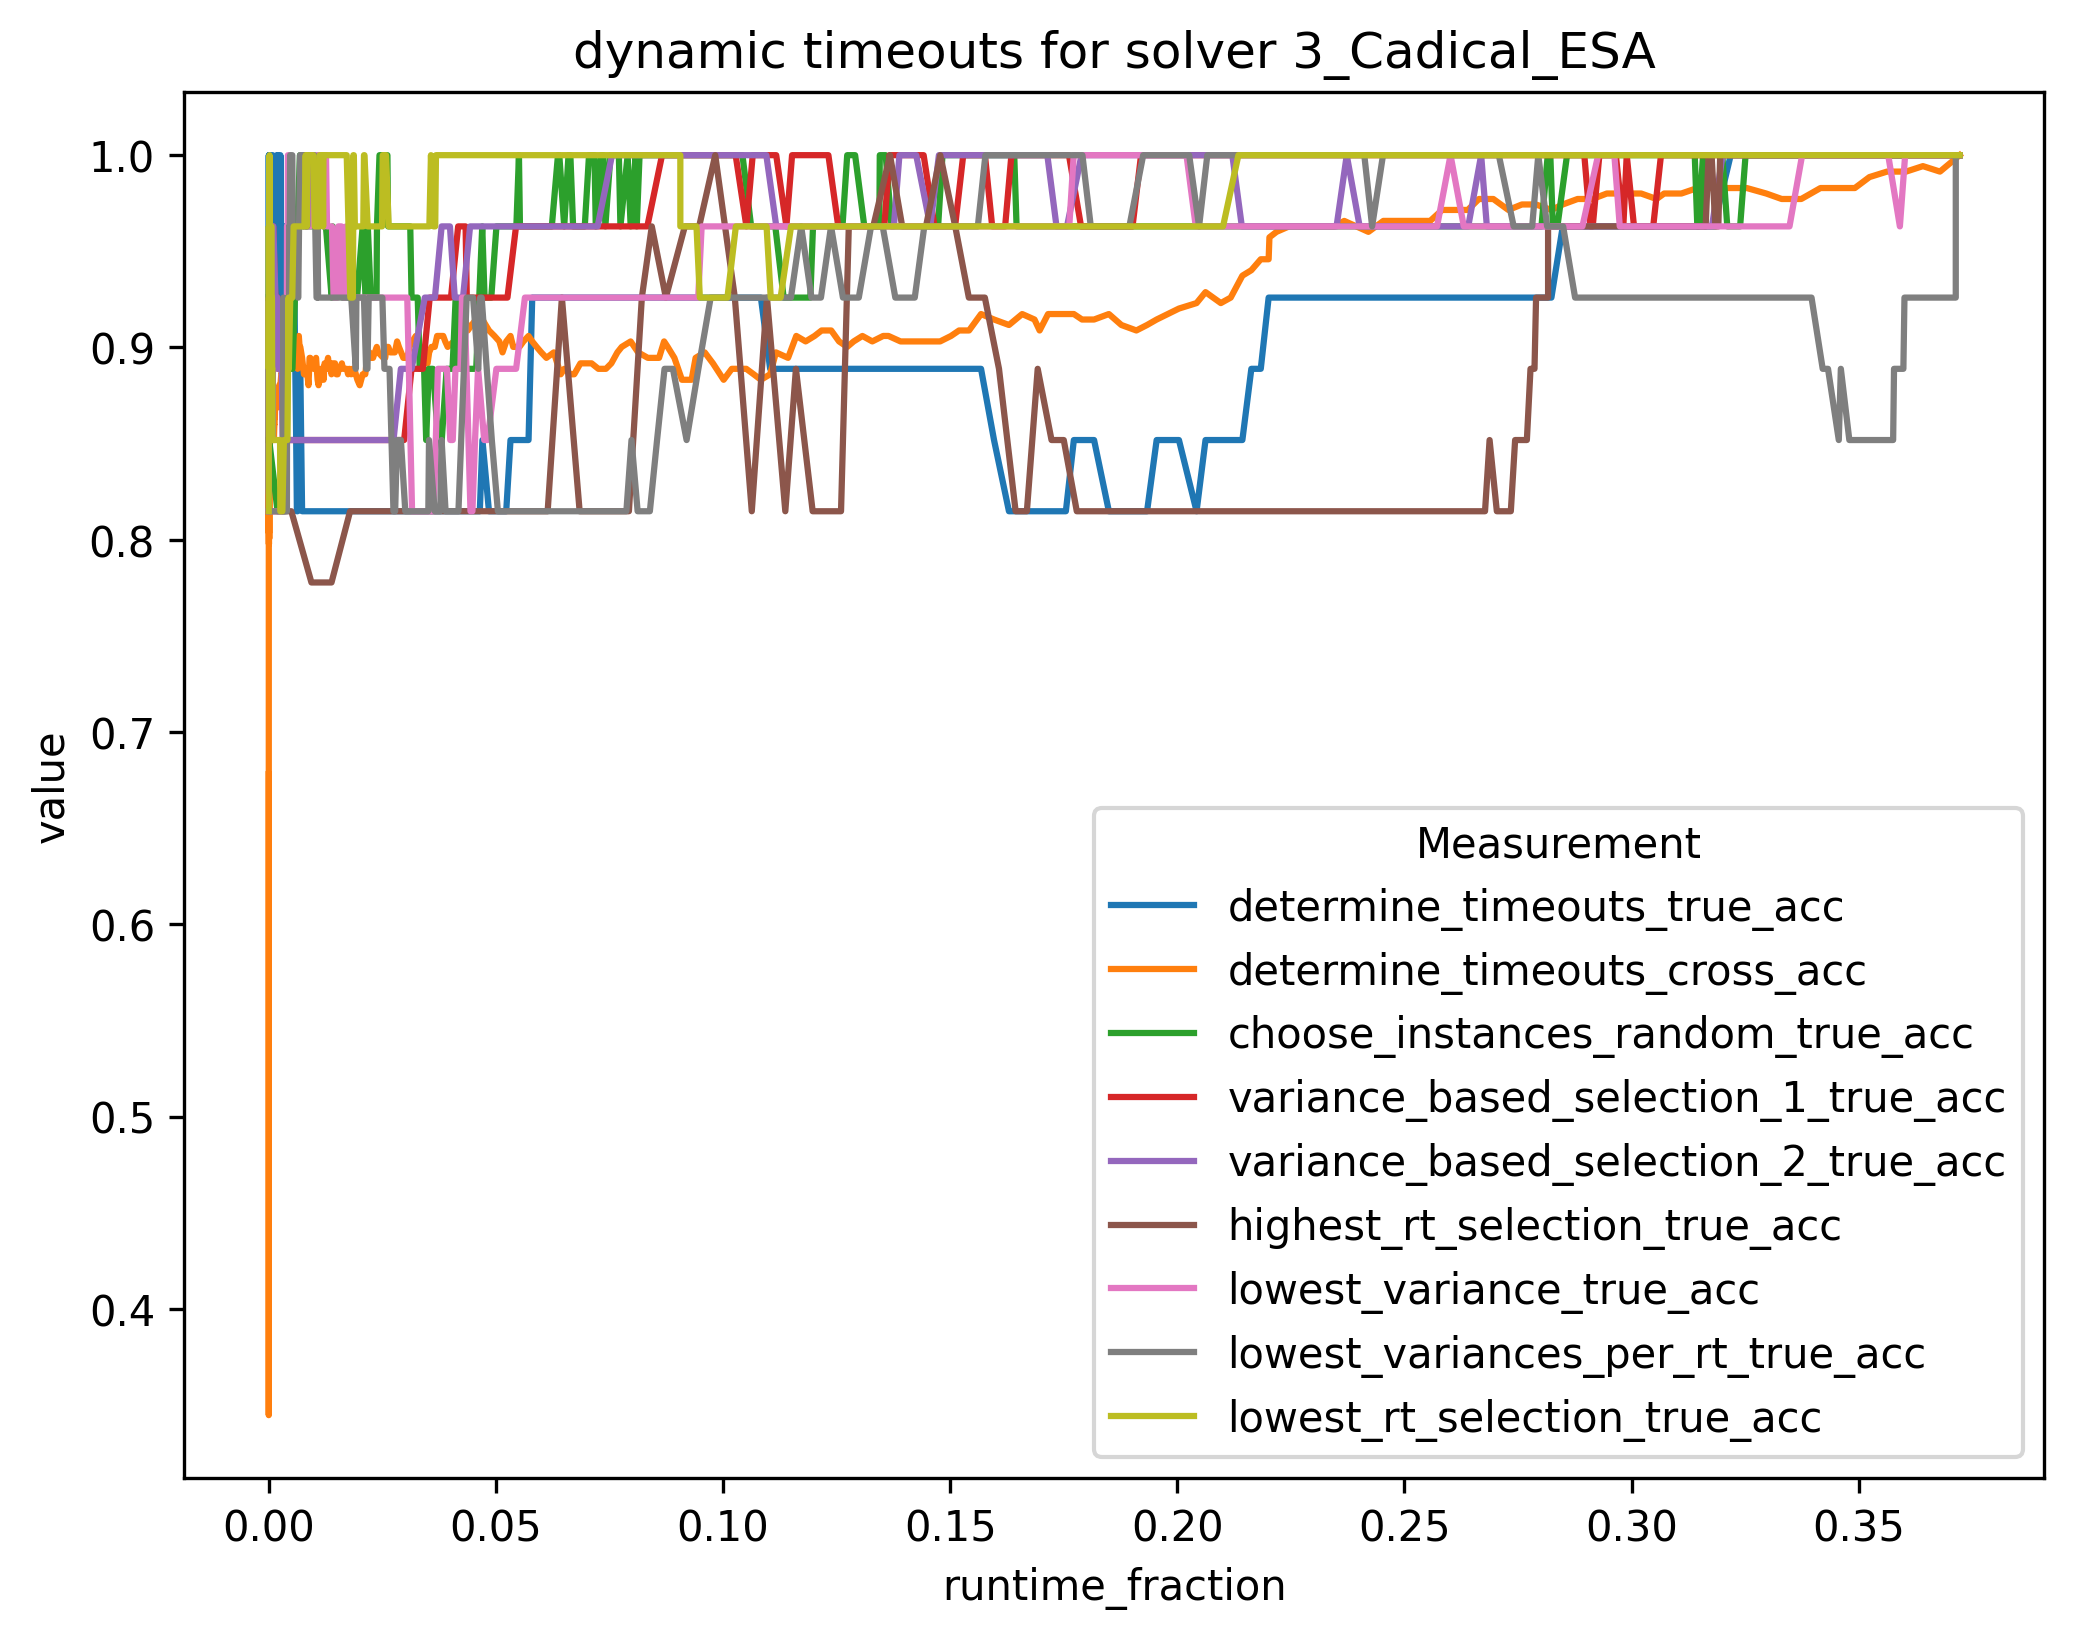 dynamic timeouts for solver 3_Cadical_ESA
1.0
0.9
0.8
0.7
0.6
0.5
0.4
value
Measurement
determine_timeouts_true_acc
determine_timeouts_cross_acc
choose_instances_random_true_acc
variance_based_selection_1_true_acc
variance_based_selection_2_true_acc
highest_rt_selection_true_acc
lowest_variance_true_acc
lowest_variances_per_rt_true_acc
lowest_rt_selection_true_acc
0.00 0.05 0.10 0.15 0.20 0.25 0.30 0.35
runtime_fraction